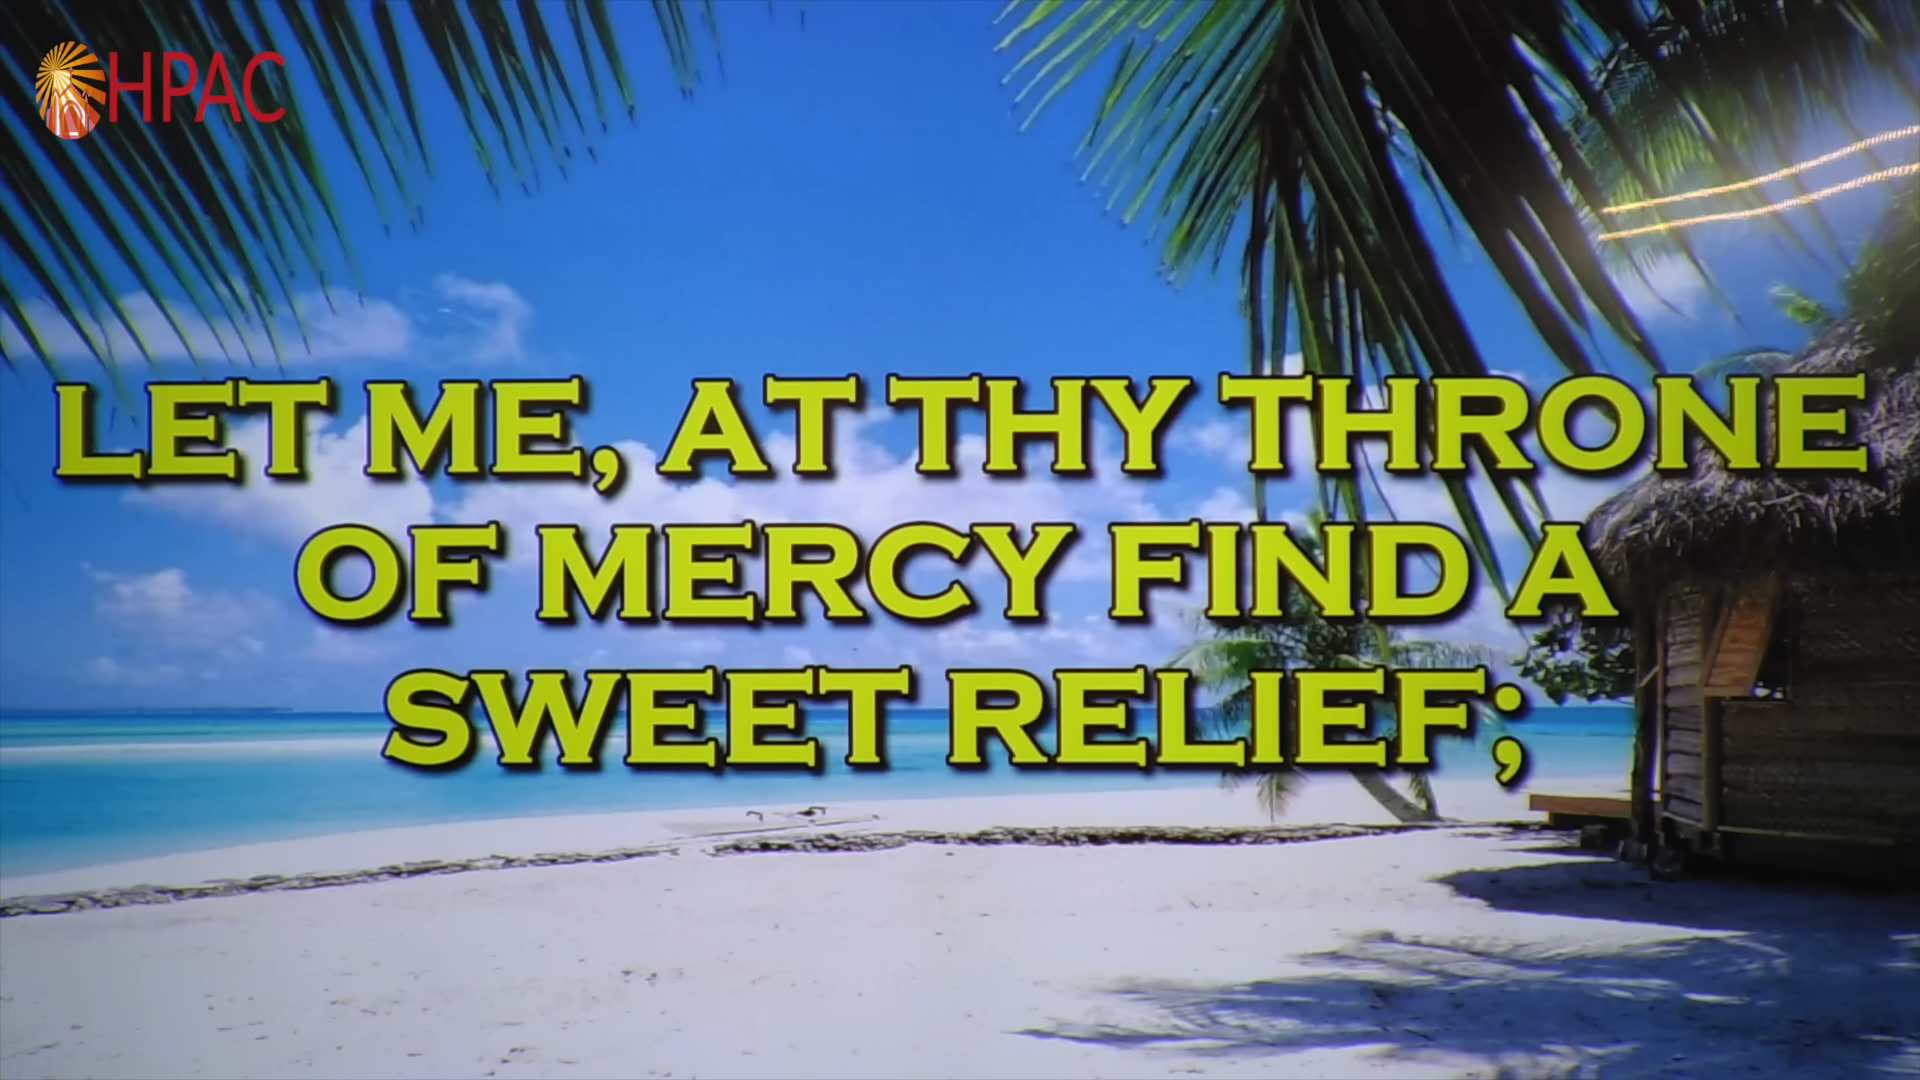 HPAC
LET ME, AT THY THRONE
OF MERCY FIND A
SWEET RELIEF;